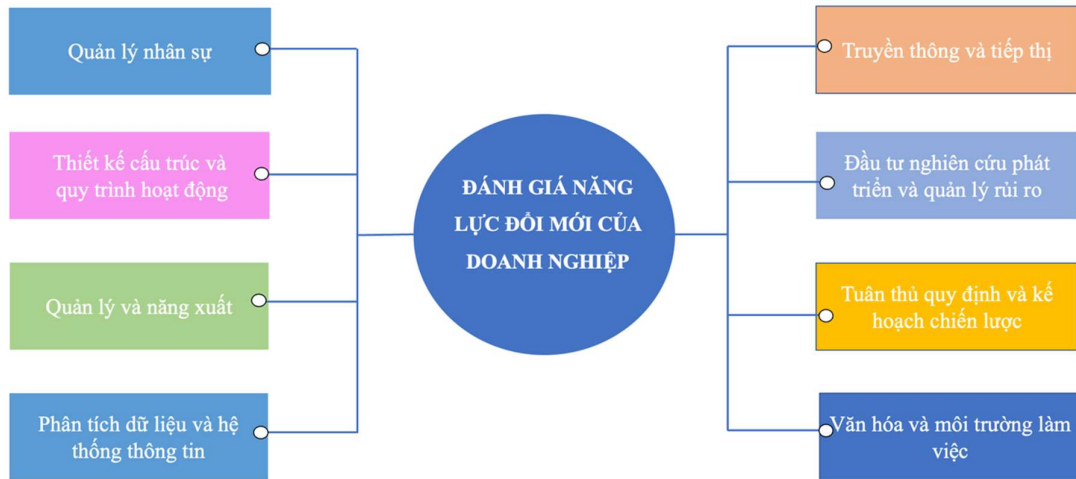 Quản lý nhân sự
Thiết kế cấu trúc và
quy trình hoạt động
Quản lý và năng xuất
Phân tích dữ liệu và hệ
thống thông tin
ĐÁNH GIÁ NĂNG
LỰC ĐỔI MỚI CỦA
DOANH NGHIỆP
Truyền thông và tiếp thị
Đầu tư nghiên cứu phát
triển và quản lý rủi ro
Tuân thủ quy định và kế
hoạch chiến lược
Văn hóa và môi trường làm
việc